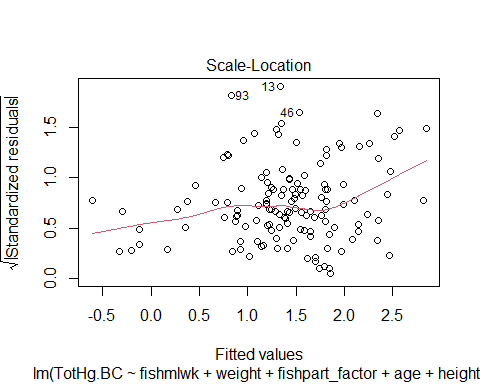 Scale-Location
√|Standardized residuals|
0.0 0.5 1.0 1.5
93
13
46
-0.5 0.0 0.5 1.0 1.5 2.0 2.5
Fitted values
lm(TotHg.BC ~ fishmlwk + weight + fishpart_factor + age + height